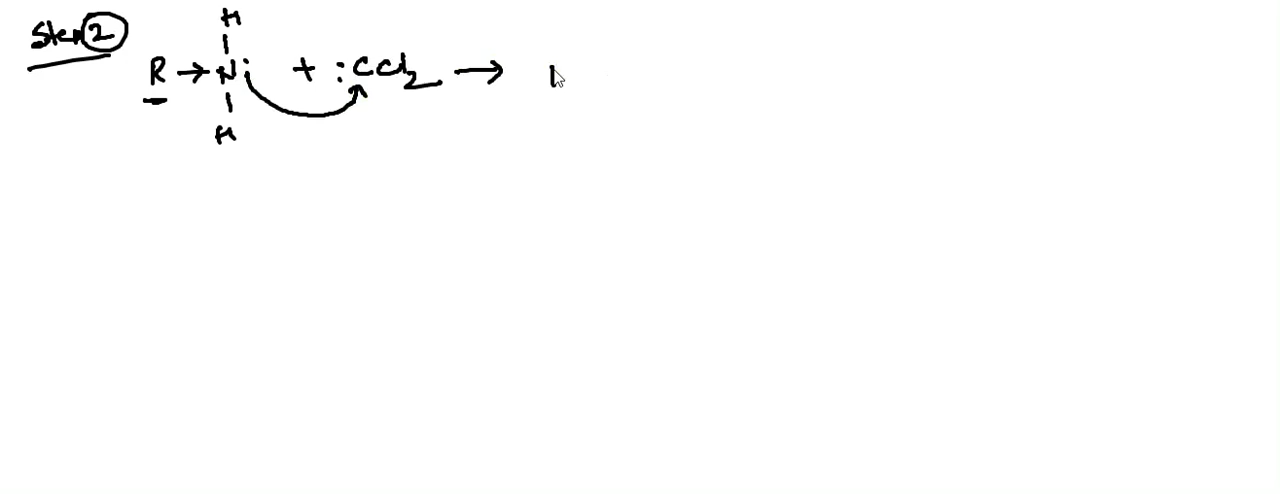 Step 2
H
R → N: + :CCl2 →
H